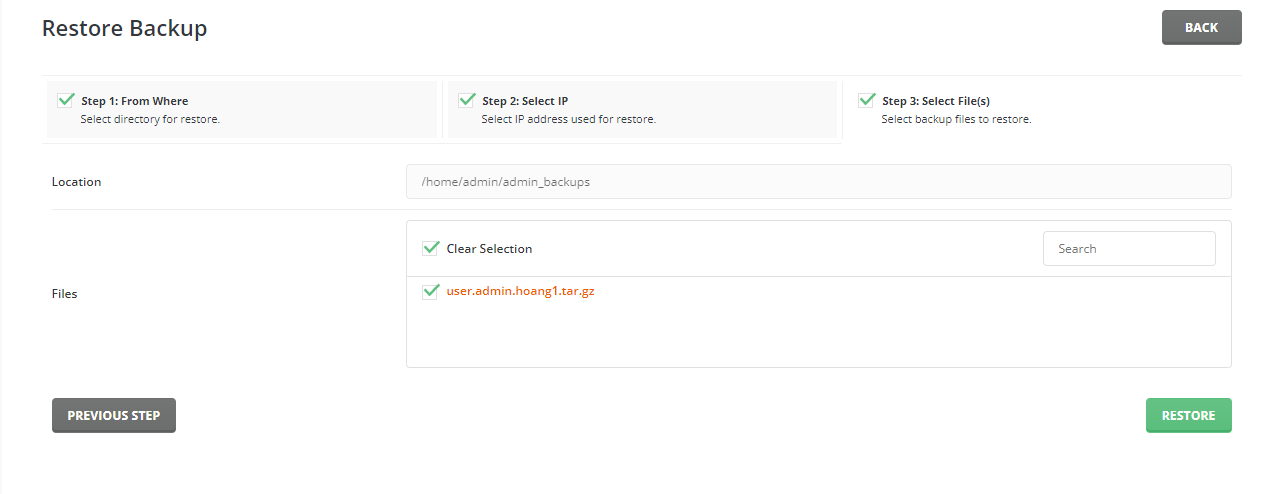 Restore Backup
BACK
Step 1: From Where
Select directory for restore.
Step 2: Select IP
Select IP address used for restore.
Step 3: Select File(s)
Select backup files to restore.
Location
/home/admin/admin_backups
Clear Selection
Search
Files
user.admin.hoang1.tar.gz
PREVIOUS STEP
RESTORE